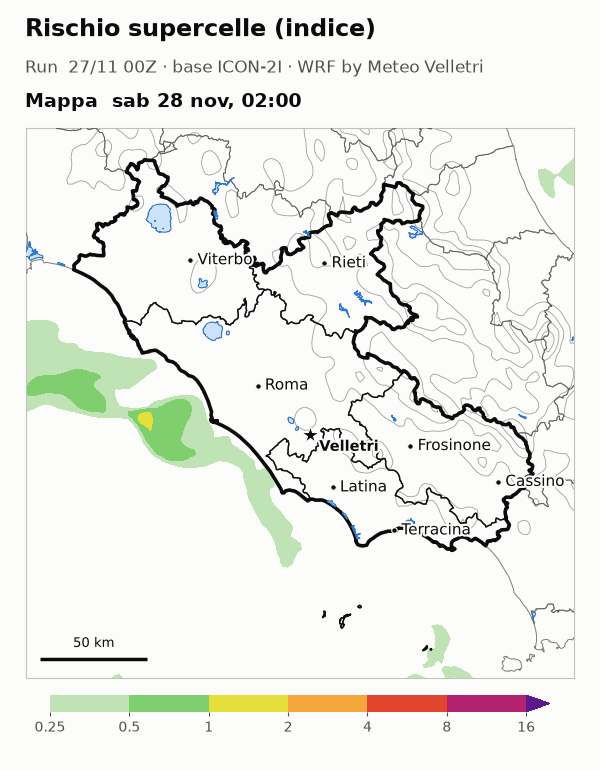 Rischio supercelle (indice)
Run  27/11 00Z · base ICON-2I · WRF by Meteo Velletri
Mappa  sab 28 nov, 02:00
Viterbo
Rieti
Roma
Velletri
Frosinone
Latina
Cassino
Terracina
50 km
0.25 0.5 1 2 4 8 16